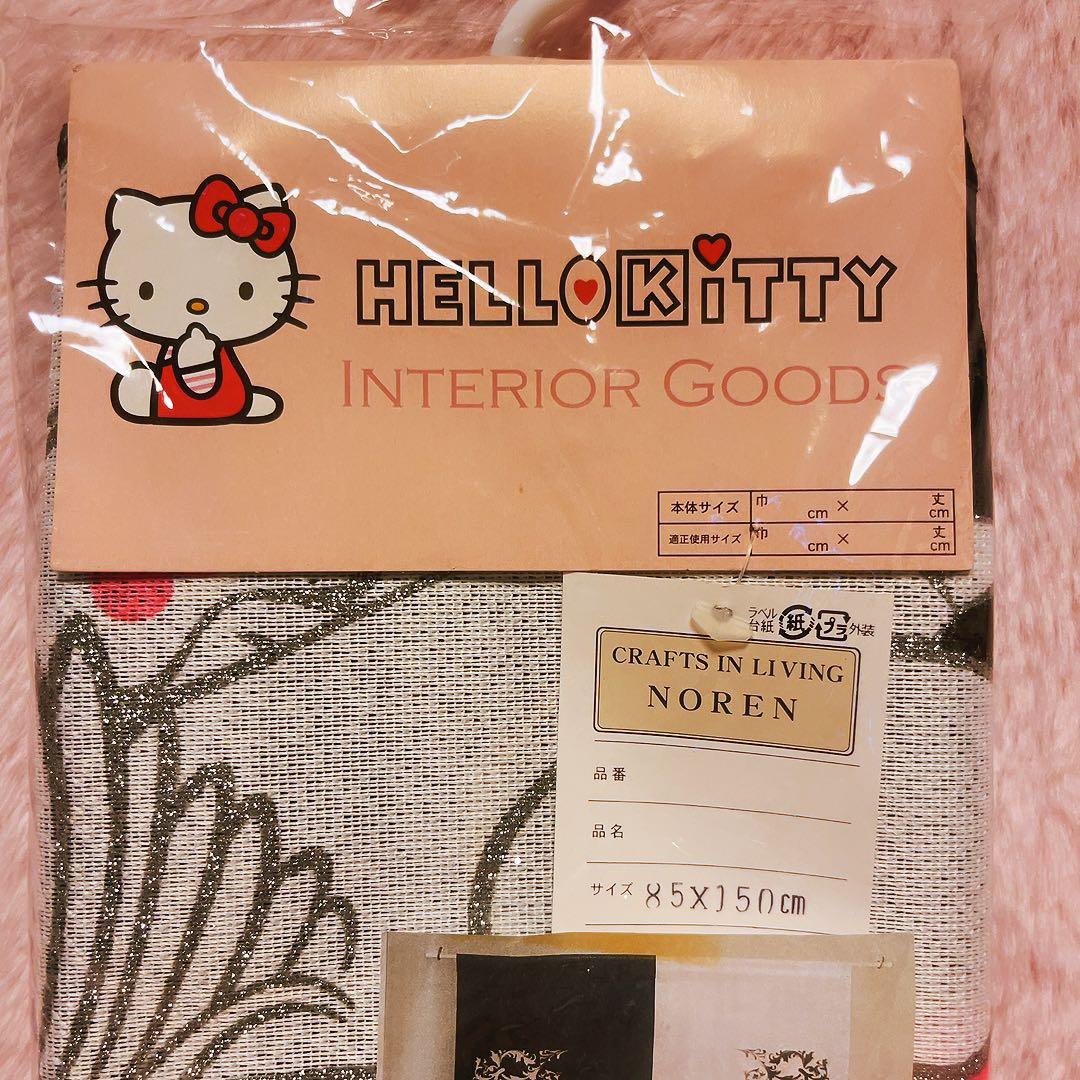 HELLO KiTTY
INTERIOR GOODS
本体サイズ 巾 cm × 丈 cm
適正使用サイズ 巾 cm × 丈 cm
ラベル
台紙 紙 プラ 外装
CRAFTS IN LIVING
NOREN
品番
品名
サイズ 85X150cm